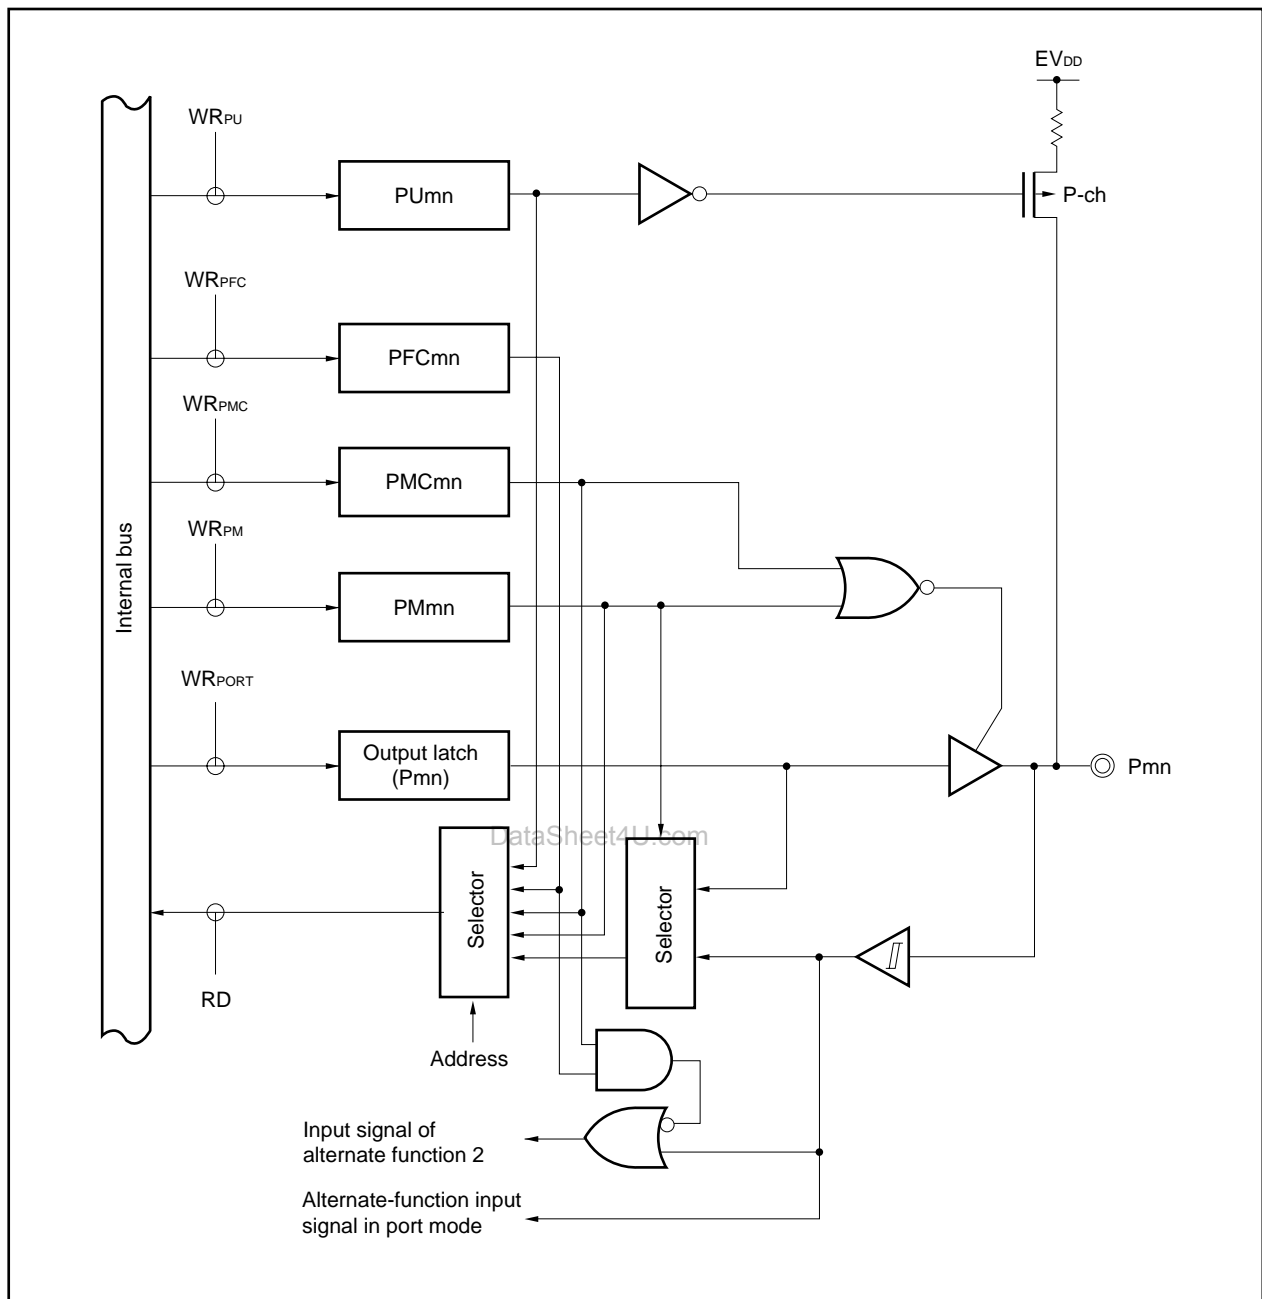 EVDD
WRPU
PUmn
P-ch
WRPFC
PFCmn
WRPMC
PMCmn
WRPM
PMmn
Internal bus
WRPORT
Output latch
(Pmn)
Pmn
DataSheet4U.com
Selector
Selector
RD
Address
Input signal of
alternate function 2
Alternate-function input
signal in port mode